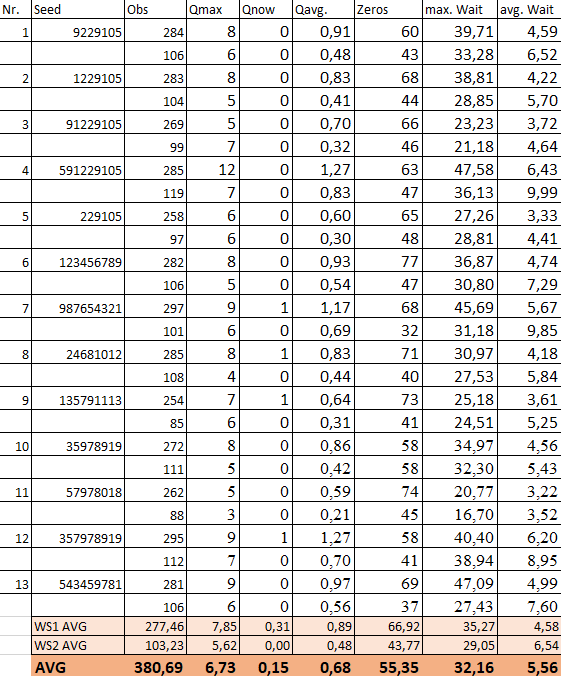 Nr. Seed Obs Qmax Qnow Qavg. Zeros max. Wait avg. Wait
1 9229105 284 8 0 0,91 60 39,71 4,59
106 6 0 0,48 43 33,28 6,52
2 1229105 283 8 0 0,83 68 38,81 4,22
104 5 0 0,41 44 28,85 5,70
3 91229105 269 5 0 0,70 66 23,23 3,72
99 7 0 0,32 46 21,18 4,64
4 591229105 285 12 0 1,27 63 47,58 6,43
119 7 0 0,83 47 36,13 9,99
5 229105 258 6 0 0,60 65 27,26 3,33
97 6 0 0,30 48 28,81 4,41
6 123456789 282 8 0 0,93 77 36,87 4,74
106 5 0 0,54 47 30,80 7,29
7 987654321 297 9 1 1,17 68 45,69 5,67
101 6 0 0,69 32 31,18 9,85
8 24681012 285 8 1 0,83 71 30,97 4,18
108 4 0 0,44 40 27,53 5,84
9 135791113 254 7 1 0,64 73 25,18 3,61
85 6 0 0,31 41 24,51 5,25
10 35978919 272 8 0 0,86 58 34,97 4,56
111 5 0 0,42 58 32,30 5,43
11 57978018 262 5 0 0,59 74 20,77 3,22
88 3 0 0,21 45 16,70 3,52
12 357978919 295 9 1 1,27 58 40,40 6,20
112 7 0 0,70 41 38,94 8,95
13 543459781 281 9 0 0,97 69 47,09 4,99
106 6 0 0,56 37 27,43 7,60
WS1 AVG 277,46 7,85 0,31 0,89 66,92 35,27 4,58
WS2 AVG 103,23 5,62 0,00 0,48 43,77 29,05 6,54
AVG 380,69 6,73 0,15 0,68 55,35 32,16 5,56